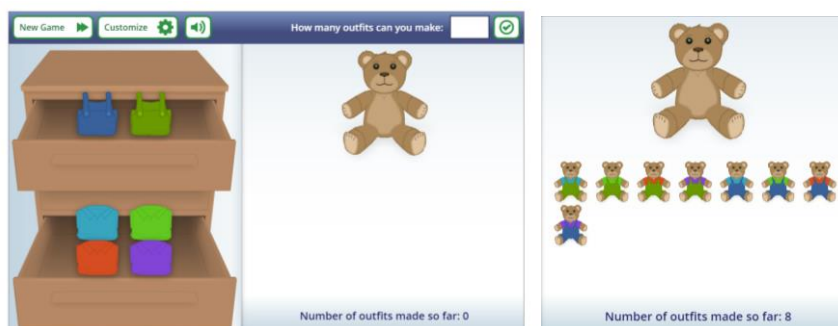 New Game
Customize
How many outfits can you make:
Number of outfits made so far: 0
Number of outfits made so far: 8